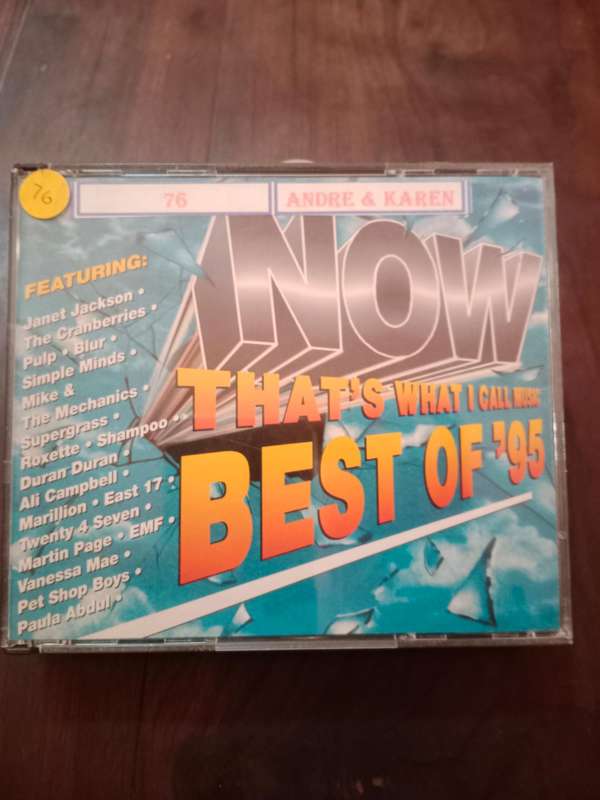 76
76
ANDRE & KAREN
NOW
THAT'S WHAT I CALL MUSIC
BEST OF '95
FEATURING:
Janet Jackson •
The Cranberries •
Pulp • Blur •
Simple Minds •
Mike &
The Mechanics •
Supergrass •
Roxette • Shampoo •
Duran Duran •
Ali Campbell •
Marillion • East 17 •
Twenty 4 Seven •
Martin Page • EMF •
Vanessa Mae •
Pet Shop Boys •
Paula Abdul •